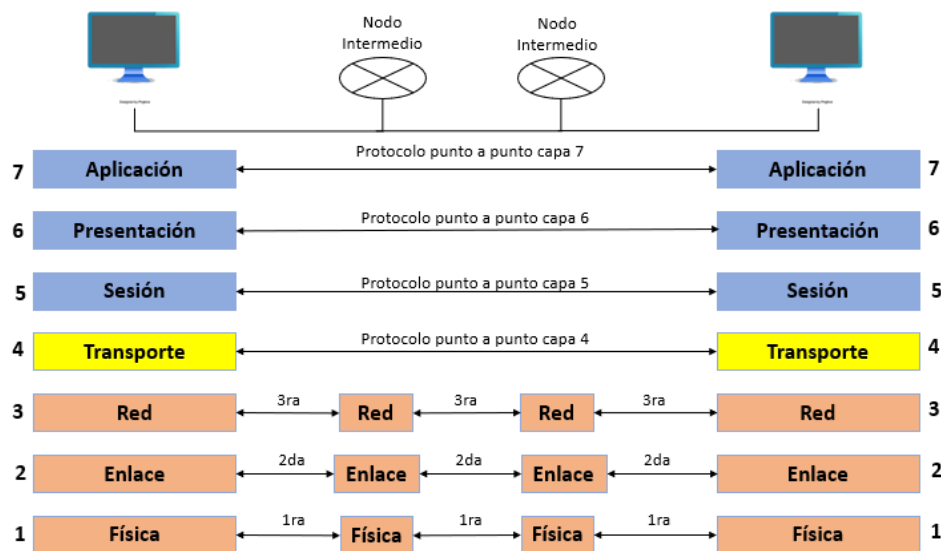 Nodo
Intermedio
Nodo
Intermedio
Protocolo punto a punto capa 7
7 Aplicación Aplicación 7
Protocolo punto a punto capa 6
6 Presentación Presentación 6
Protocolo punto a punto capa 5
5 Sesión Sesión 5
Protocolo punto a punto capa 4
4 Transporte Transporte 4
3ra 3ra 3ra
3 Red Red Red Red 3
2da 2da 2da
2 Enlace Enlace Enlace Enlace 2
1ra 1ra 1ra
1 Física Física Física Física 1